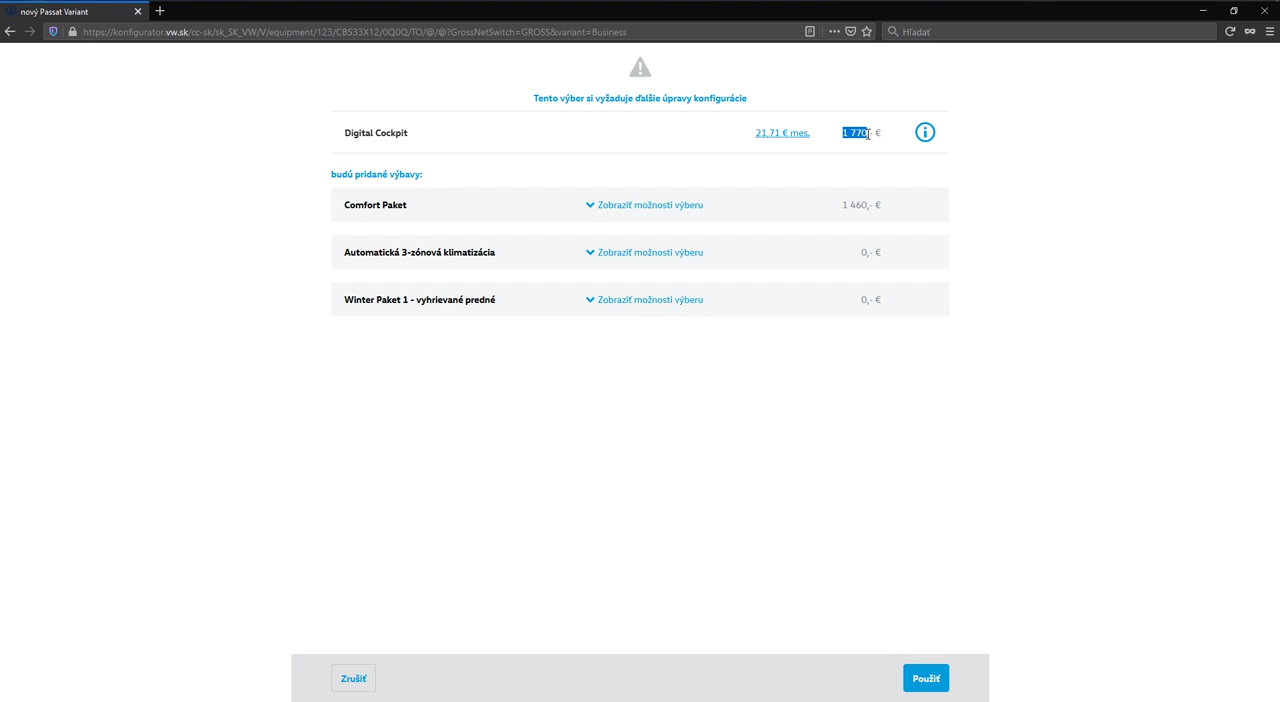 nový Passat Variant
https://konfigurator.vw.sk/cc-sk/sk_SK_VW/V/equipment/123/CB533X12/0Q0Q/TO/@/@?GrossNetSwitch=GROSS&variant=Business
Hľadať
Tento výber si vyžaduje ďalšie úpravy konfigurácie
Digital Cockpit 21,71 € mes. 1 770,- €
budú pridané výbavy:
Comfort Paket Zobraziť možnosti výberu 1 460,- €
Automatická 3-zónová klimatizácia Zobraziť možnosti výberu 0,- €
Winter Paket 1 - vyhrievané predné Zobraziť možnosti výberu 0,- €
Zrušiť Použiť